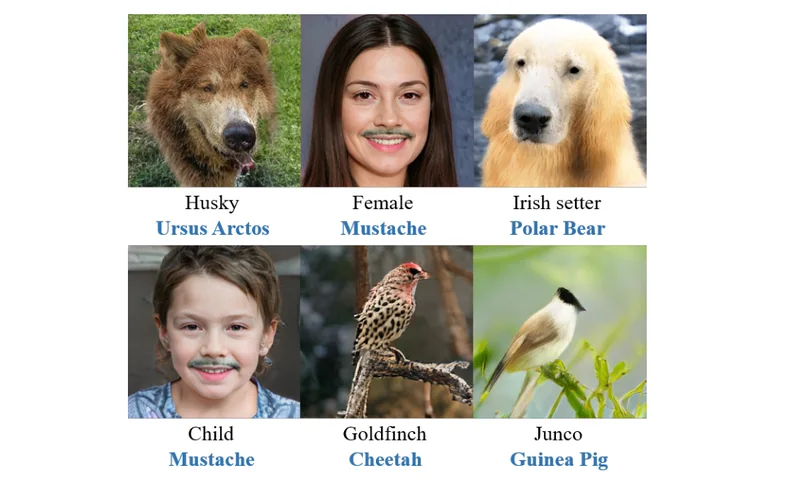 Husky Female Irish setter
Ursus Arctos Mustache Polar Bear
Child Goldfinch Junco
Mustache Cheetah Guinea Pig